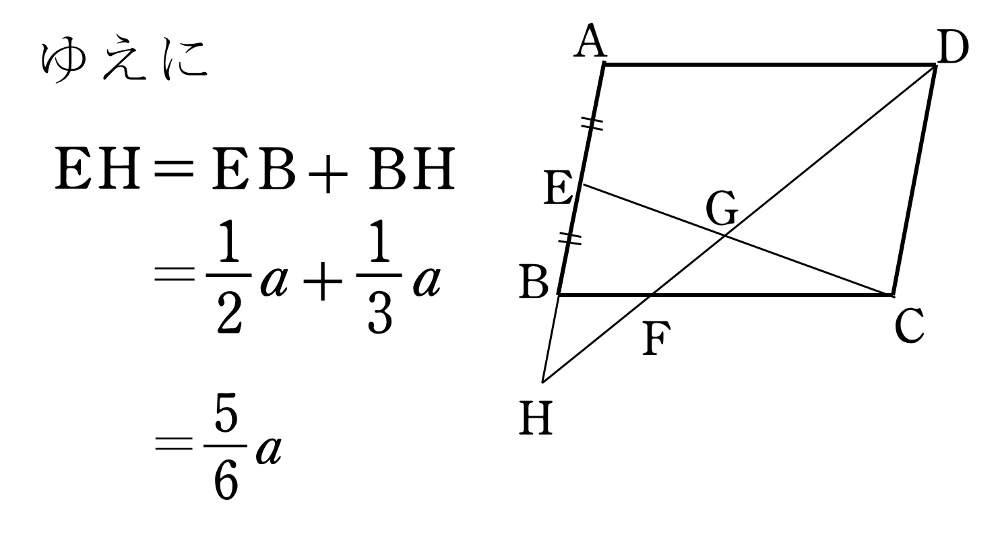 ゆえに
EH = EB + BH
= 1/2 a + 1/3 a
= 5/6 a
A
D
E
G
B
F
C
H